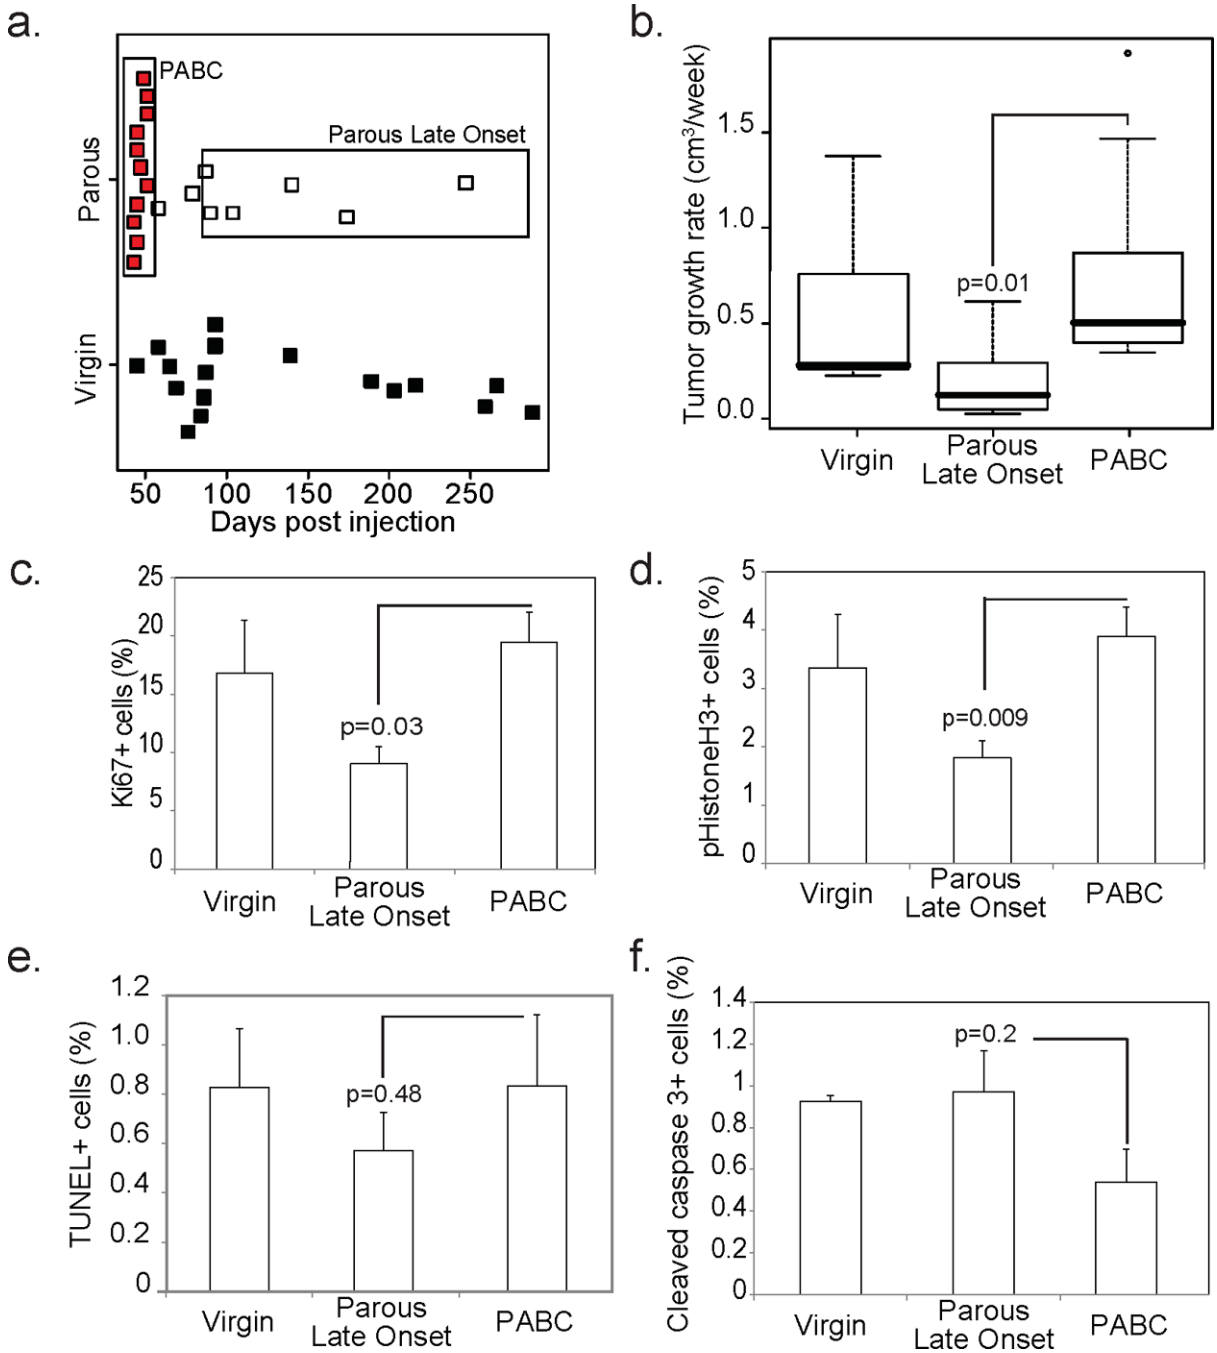 a.
PABC
Parous Late Onset
Parous
Virgin
50 100 150 200 250
Days post injection
b.
Tumor growth rate (cm³/week)
1.5
1.0
0.5
0.0
p=0.01
Virgin
Parous
Late Onset
PABC
c.
Ki67+ cells (%)
25
20
15
10
5
0
p=0.03
Virgin
Parous
Late Onset
PABC
d.
pHistoneH3+ cells (%)
5
4
3
2
1
0
p=0.009
Virgin
Parous
Late Onset
PABC
e.
TUNEL+ cells (%)
1.2
1.0
0.8
0.6
0.4
0.2
0
p=0.48
Virgin
Parous
Late Onset
PABC
f.
Cleaved caspase 3+ cells (%)
1.4
1.2
1
0.8
0.6
0.4
0.2
0
p=0.2
Virgin
Parous
Late Onset
PABC